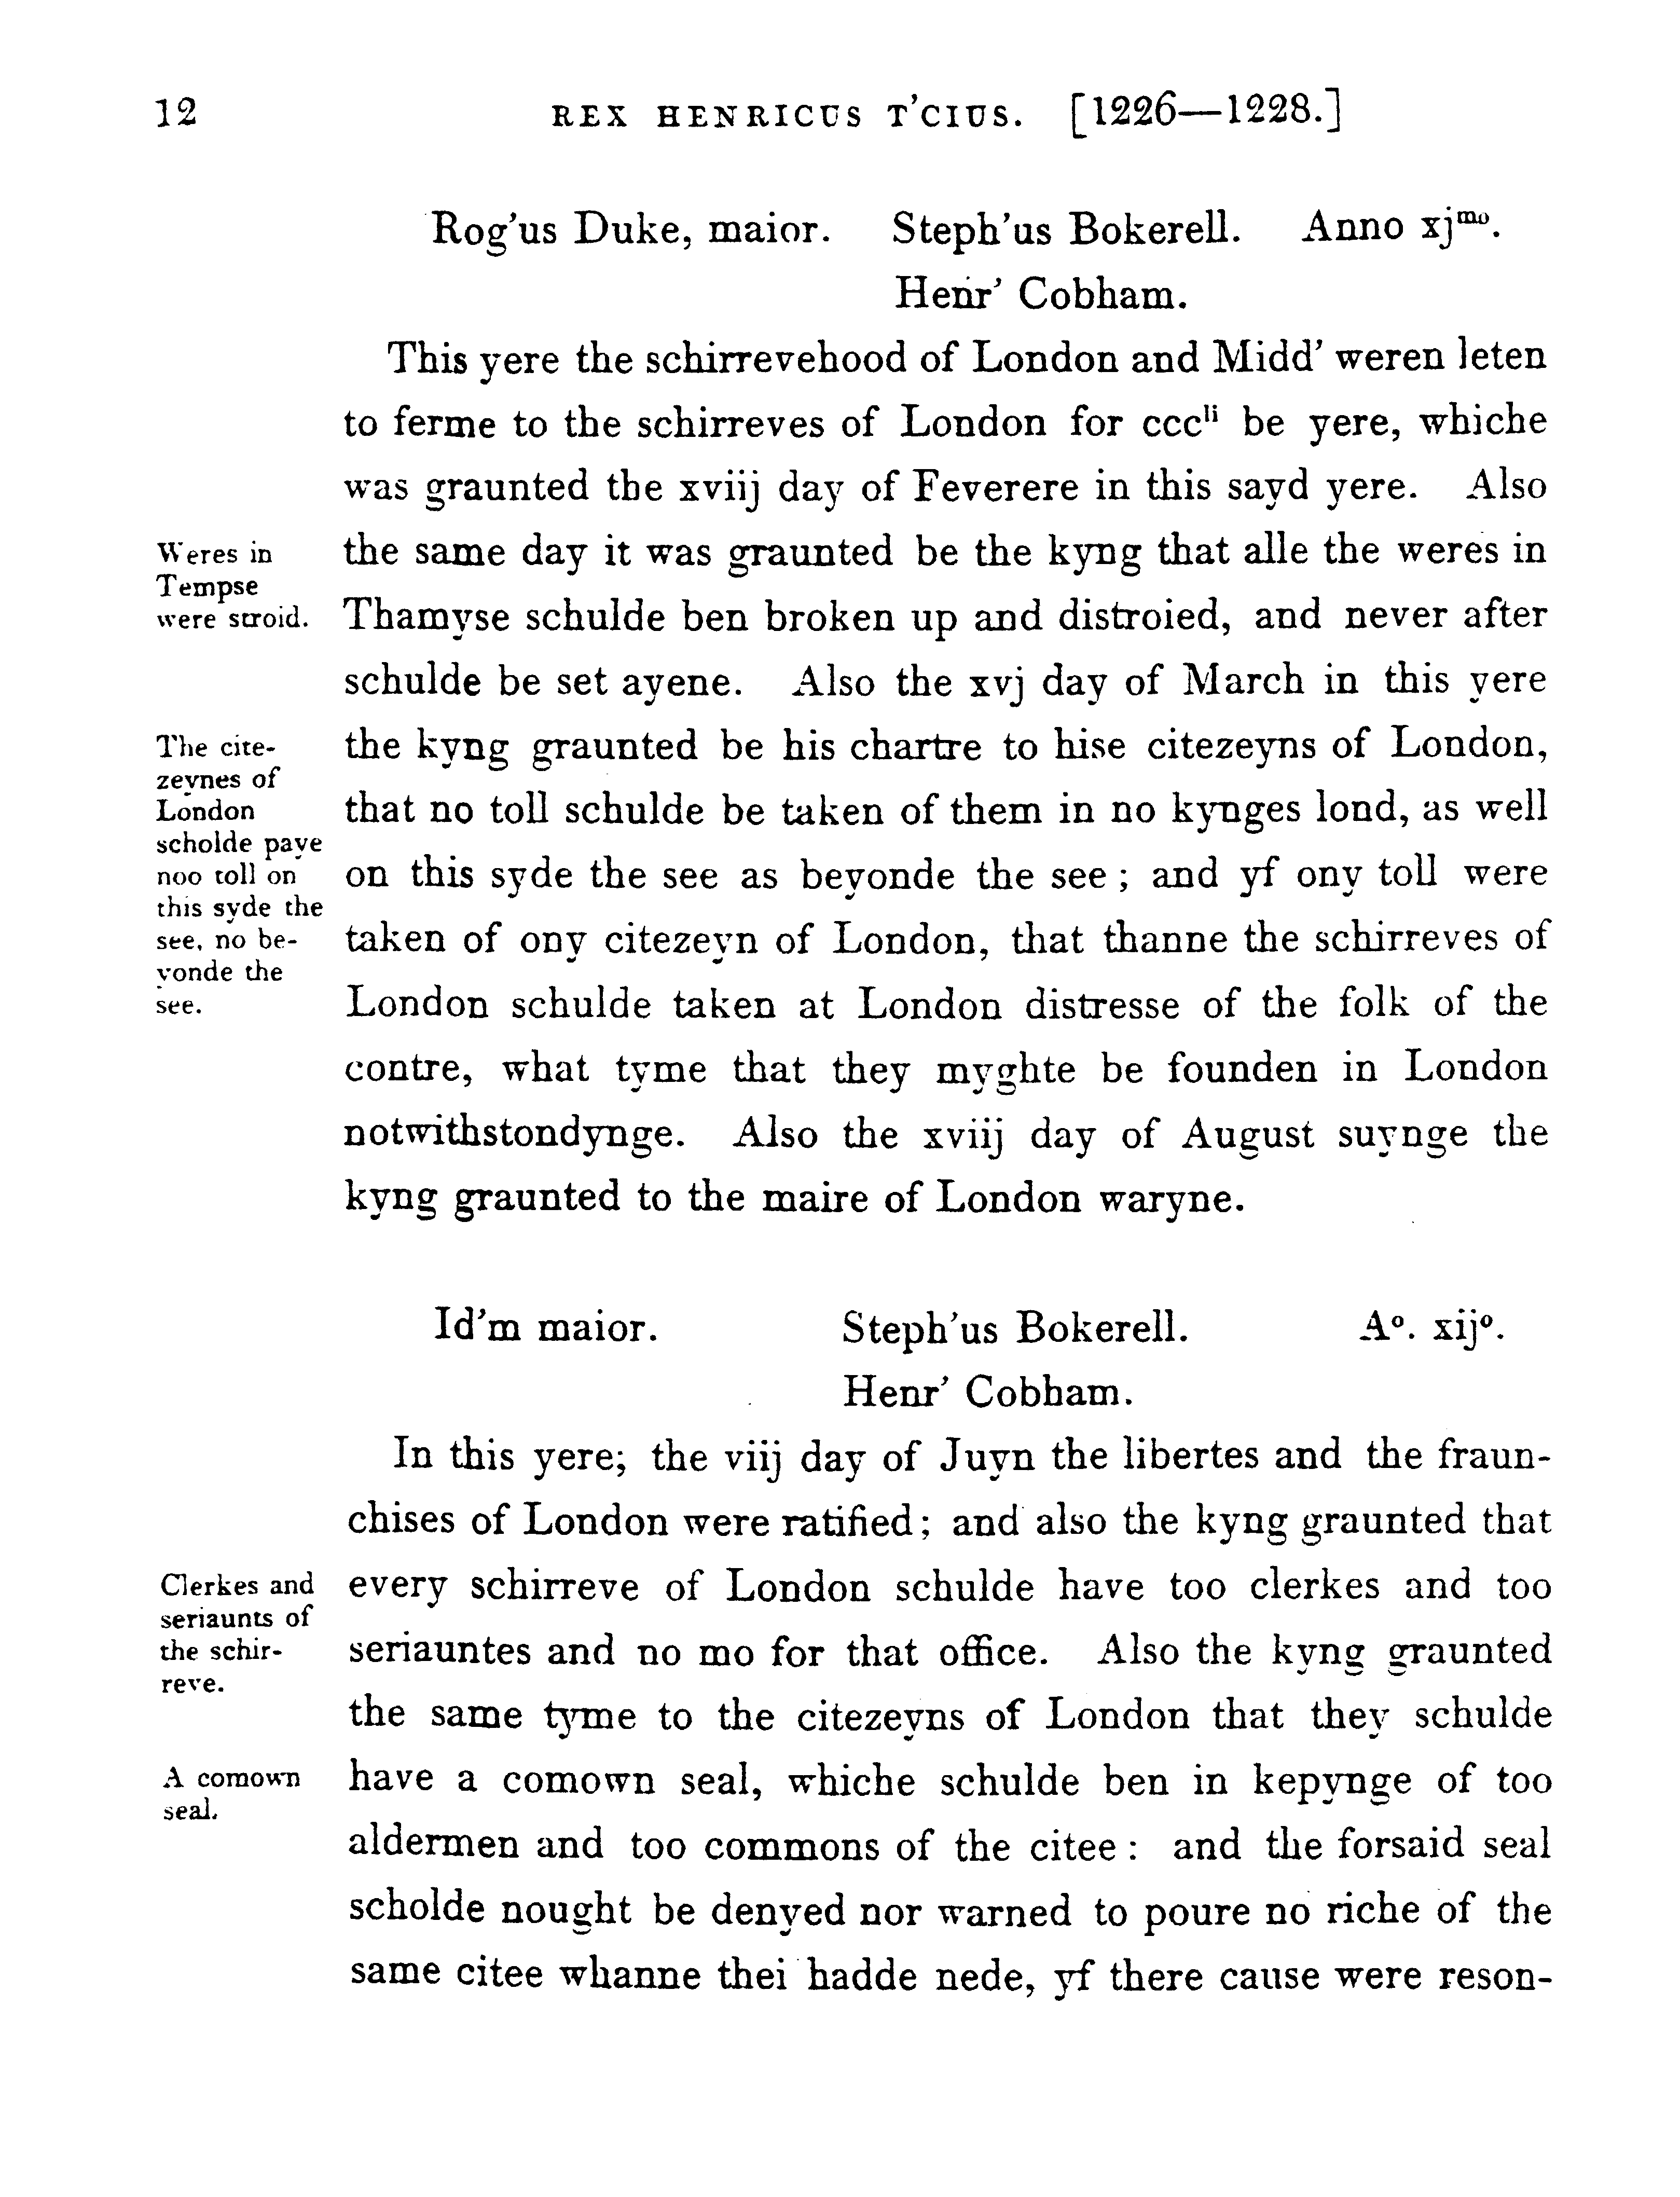 12 REX HENRICUS T'CIUS. [1226—1228.]
Rog'us Duke, maior. Steph'us Bokerell. Anno xjmo.
Henr' Cobham.
This yere the schirrevehood of London and Midd' weren leten
to ferme to the schirreves of London for cccli be yere, whiche
was graunted the xviij day of Feverere in this sayd yere. Also
the same day it was graunted be the kyng that alle the weres in
Thamyse schulde ben broken up and distroied, and never after
schulde be set ayene. Also the xvj day of March in this yere
the kyng graunted be his chartre to hise citezeyns of London,
that no toll schulde be taken of them in no kynges lond, as well
on this syde the see as beyonde the see; and yf ony toll were
taken of ony citezeyn of London, that thanne the schirreves of
London schulde taken at London distresse of the folk of the
contre, what tyme that they myghte be founden in London
notwithstondynge. Also the xviij day of August suynge the
kyng graunted to the maire of London waryne.
Weres in
Tempse
were stroid.
The cite-
zeynes of
London
scholde paye
noo toll on
this syde the
see, no be-
yonde the
see.
Id'm maior. Steph'us Bokerell. Ao. xijo.
Henr' Cobham.
In this yere; the viij day of Juyn the libertes and the fraun-
chises of London were ratified; and also the kyng graunted that
every schirreve of London schulde have too clerkes and too
seriauntes and no mo for that office. Also the kyng graunted
the same tyme to the citezeyns of London that they schulde
have a comown seal, whiche schulde ben in kepynge of too
aldermen and too commons of the citee: and the forsaid seal
scholde nought be denyed nor warned to poure no riche of the
same citee whanne thei hadde nede, yf there cause were reson-
Clerkes and
seriaunts of
the schir-
reve.
A comown
seal.